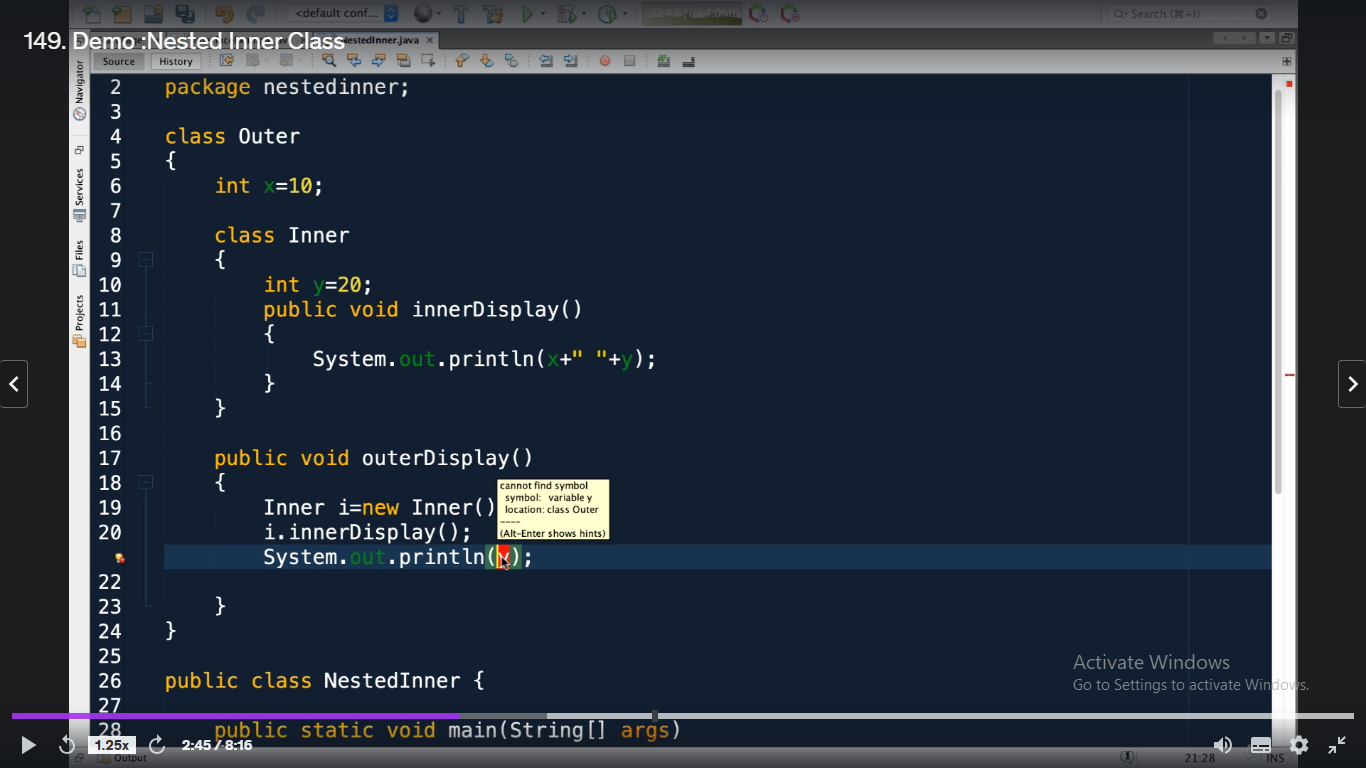 <default conf...
224.6/684.0MB
Search (⌘+I)
149. Demo :Nested Inner Class
NestedInner.java
Source History
Navigator
Services
Files
Projects
2 package nestedinner;
3
4 class Outer
5 {
6 int x=10;
7
8 class Inner
9 {
10 int y=20;
11 public void innerDisplay()
12 {
13 System.out.println(x+" "+y);
14 }
15 }
16
17 public void outerDisplay()
18 {
19 Inner i=new Inner()
20 i.innerDisplay();
System.out.println(y);
cannot find symbol
symbol: variable y
location: class Outer
----
(Alt-Enter shows hints)
22
23 }
24 }
25
26 public class NestedInner {
27
28 public static void main(String[] args)
Activate Windows
Go to Settings to activate Windows.
1.25x 2:45 / 8:16
Output
21:28 INS